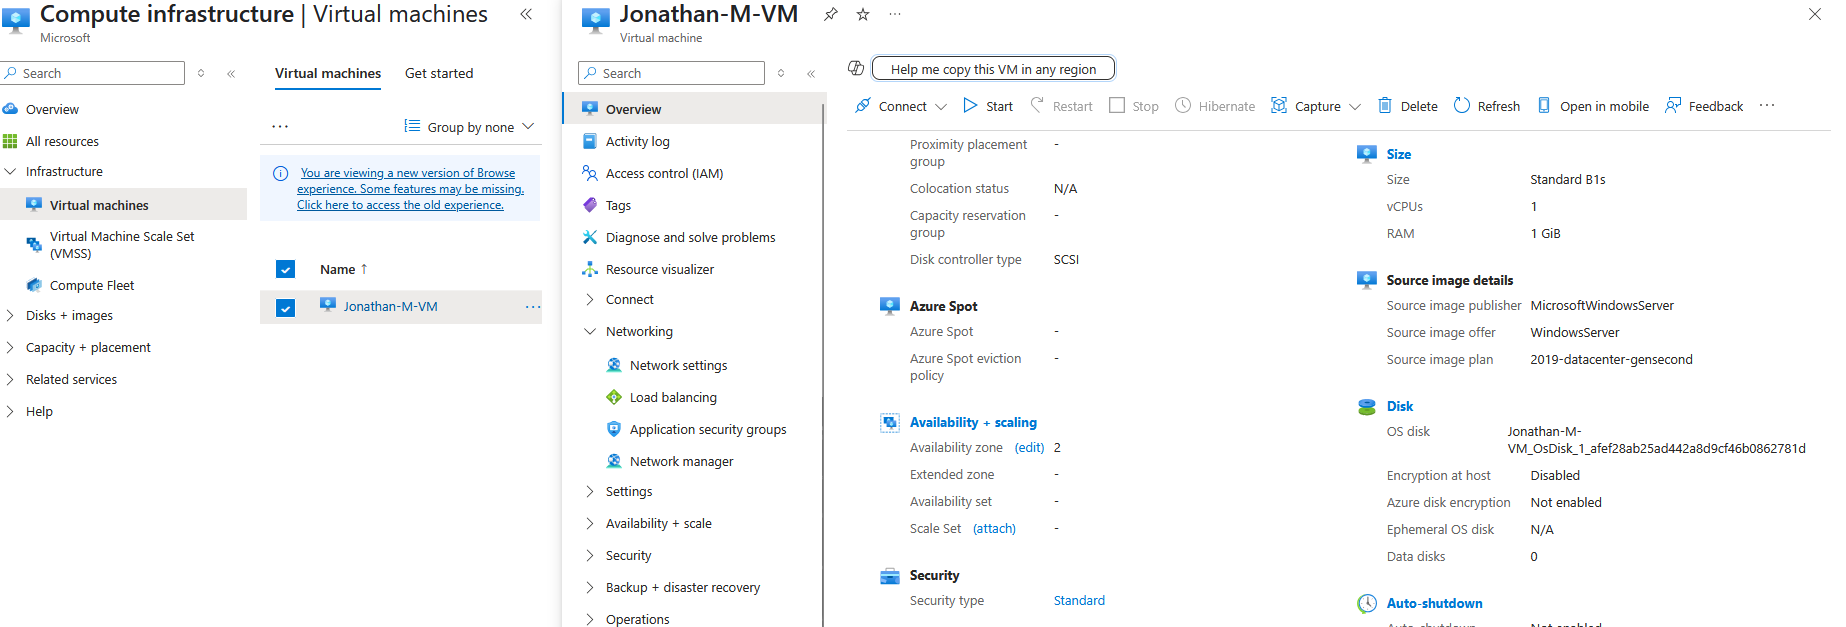 Compute infrastructure | Virtual machines
Microsoft
Search
Overview
All resources
Infrastructure
Virtual machines
Virtual Machine Scale Set
(VMSS)
Compute Fleet
Disks + images
Capacity + placement
Related services
Help
Virtual machines
Get started
Group by none
You are viewing a new version of Browse
experience. Some features may be missing.
Click here to access the old experience.
Name ↑
Jonathan-M-VM
Jonathan-M-VM
Virtual machine
Search
Overview
Activity log
Access control (IAM)
Tags
Diagnose and solve problems
Resource visualizer
Connect
Networking
Network settings
Load balancing
Application security groups
Network manager
Settings
Availability + scale
Security
Backup + disaster recovery
Operations
Help me copy this VM in any region
Connect Start Restart Stop Hibernate Capture Delete Refresh Open in mobile Feedback
Proximity placement
group -
Colocation status N/A
Capacity reservation
group -
Disk controller type SCSI
Azure Spot
Azure Spot -
Azure Spot eviction
policy -
Availability + scaling
Availability zone (edit) 2
Extended zone -
Availability set -
Scale Set (attach) -
Security
Security type Standard
Size
Size Standard B1s
vCPUs 1
RAM 1 GiB
Source image details
Source image publisher MicrosoftWindowsServer
Source image offer WindowsServer
Source image plan 2019-datacenter-gensecond
Disk
OS disk Jonathan-M-
VM_OsDisk_1_afef28ab25ad442a8d9cf46b0862781d
Encryption at host Disabled
Azure disk encryption Not enabled
Ephemeral OS disk N/A
Data disks 0
Auto-shutdown
Auto-shutdown Not enabled